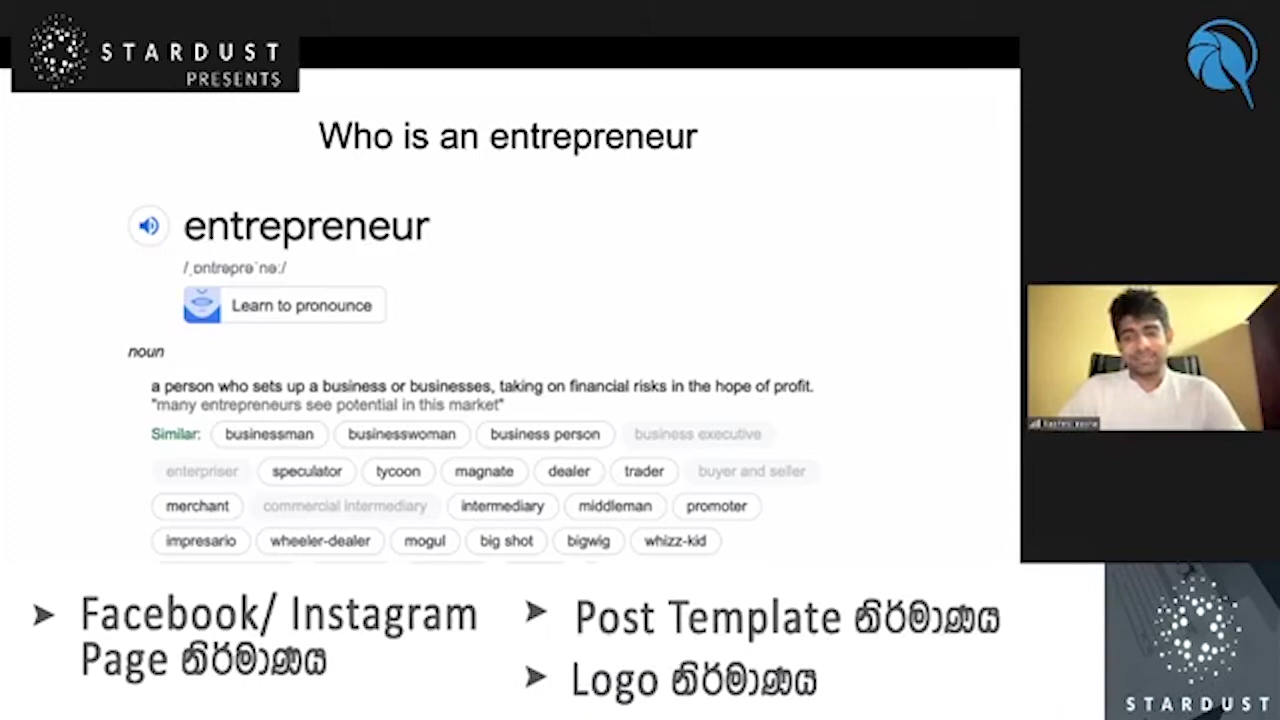 STARDUST
PRESENTS
Who is an entrepreneur
entrepreneur
/ˌɒntrəprəˈnəː/
Learn to pronounce
noun
a person who sets up a business or businesses, taking on financial risks in the hope of profit.
"many entrepreneurs see potential in this market"
Similar: businessman businesswoman business person business executive
enterpriser speculator tycoon magnate dealer trader buyer and seller
merchant commercial intermediary intermediary middleman promoter
impresario wheeler-dealer mogul big shot bigwig whizz-kid
➤ Facebook/ Instagram
Page නිර්මාණය
➤ Post Template නිර්මාණය
➤ Logo නිර්මාණය
STARDUST